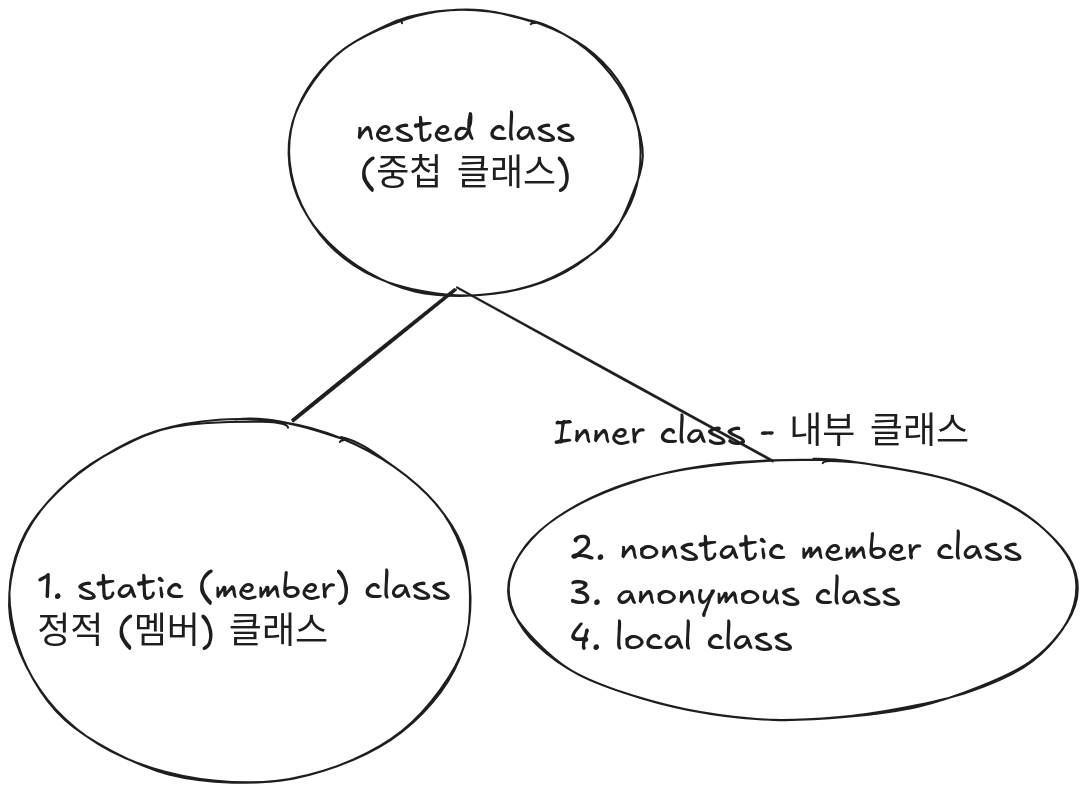 nested class
(중첩 클래스)
Inner class - 내부 클래스
1. static (member) class
정적 (멤버) 클래스
2. nonstatic member class
3. anonymous class
4. local class